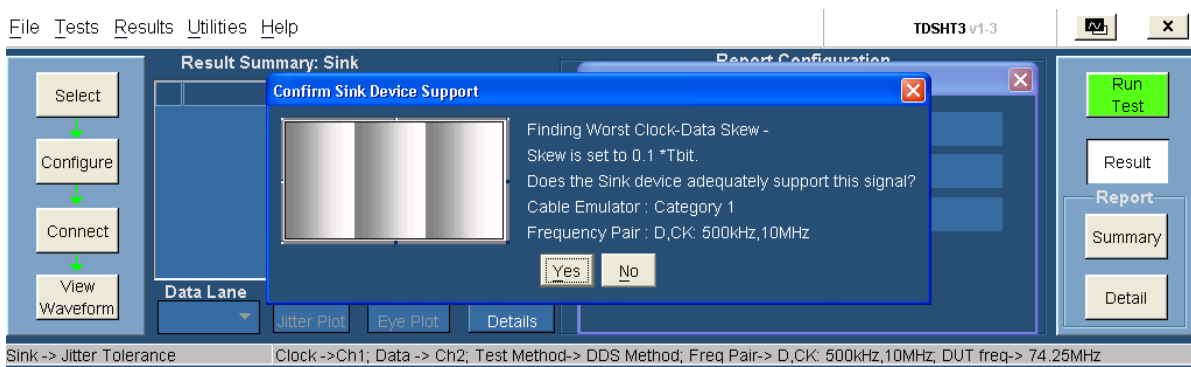 File Tests Results Utilities Help
TDSHT3 v1-3
x
Select
Configure
Connect
View
Waveform
Result Summary: Sink
Report Configuration
Confirm Sink Device Support
Finding Worst Clock-Data Skew -
Skew is set to 0.1 *Tbit.
Does the Sink device adequately support this signal?
Cable Emulator : Category 1
Frequency Pair : D,CK: 500kHz,10MHz
Yes No
Data Lane
Jitter Plot Eye Plot Details
Run
Test
Result
Report
Summary
Detail
Sink -> Jitter Tolerance Clock ->Ch1; Data -> Ch2; Test Method-> DDS Method; Freq Pair-> D,CK: 500kHz,10MHz; DUT freq-> 74.25MHz